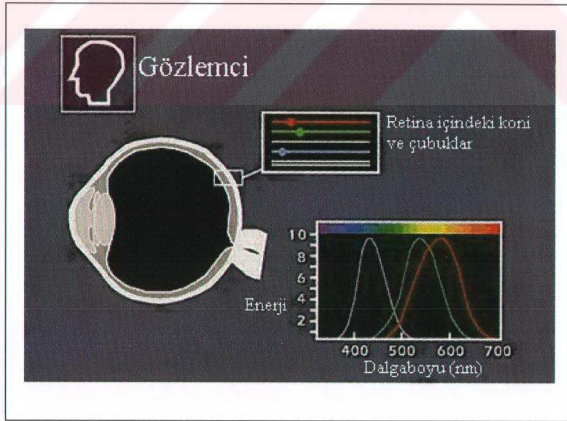 Gözlemci
Retina içindeki koni
ve çubuklar
Enerji
10
8
6
4
2
400 500 600 700
Dalgaboyu (nm)